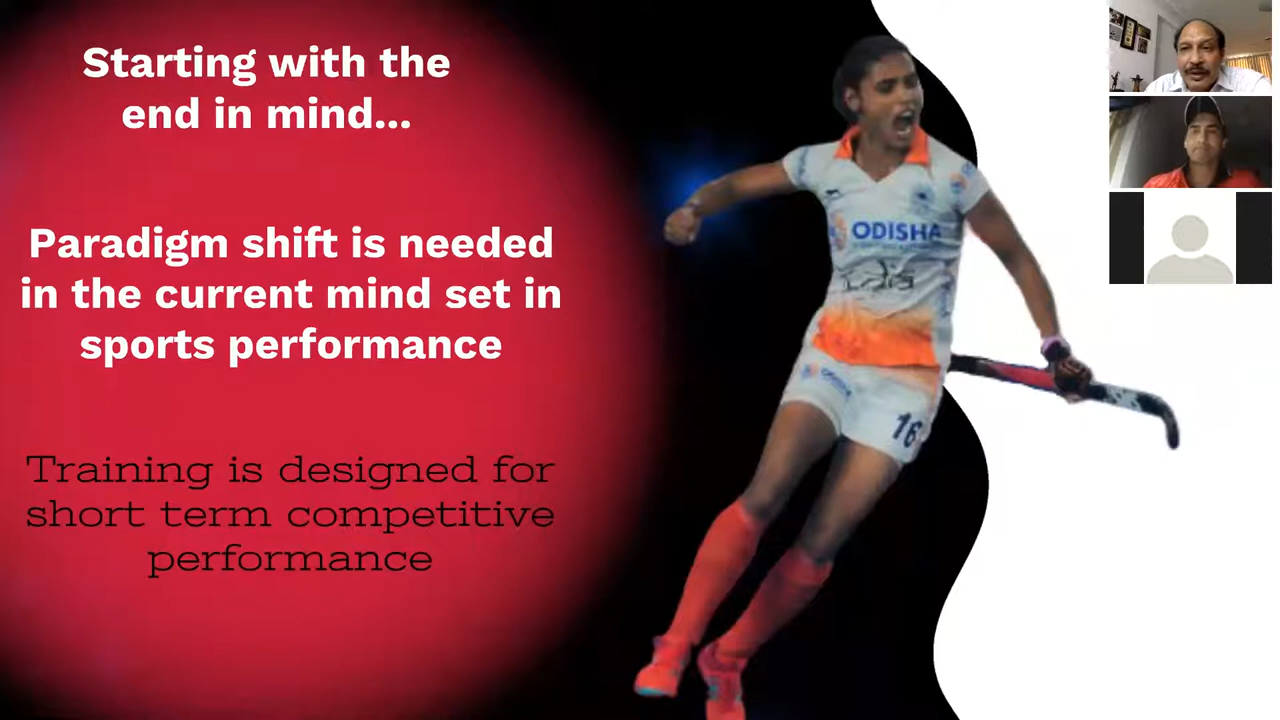 Starting with the
end in mind...
Paradigm shift is needed
in the current mind set in
sports performance
Training is designed for
short term competitive
performance
ODISHA
16